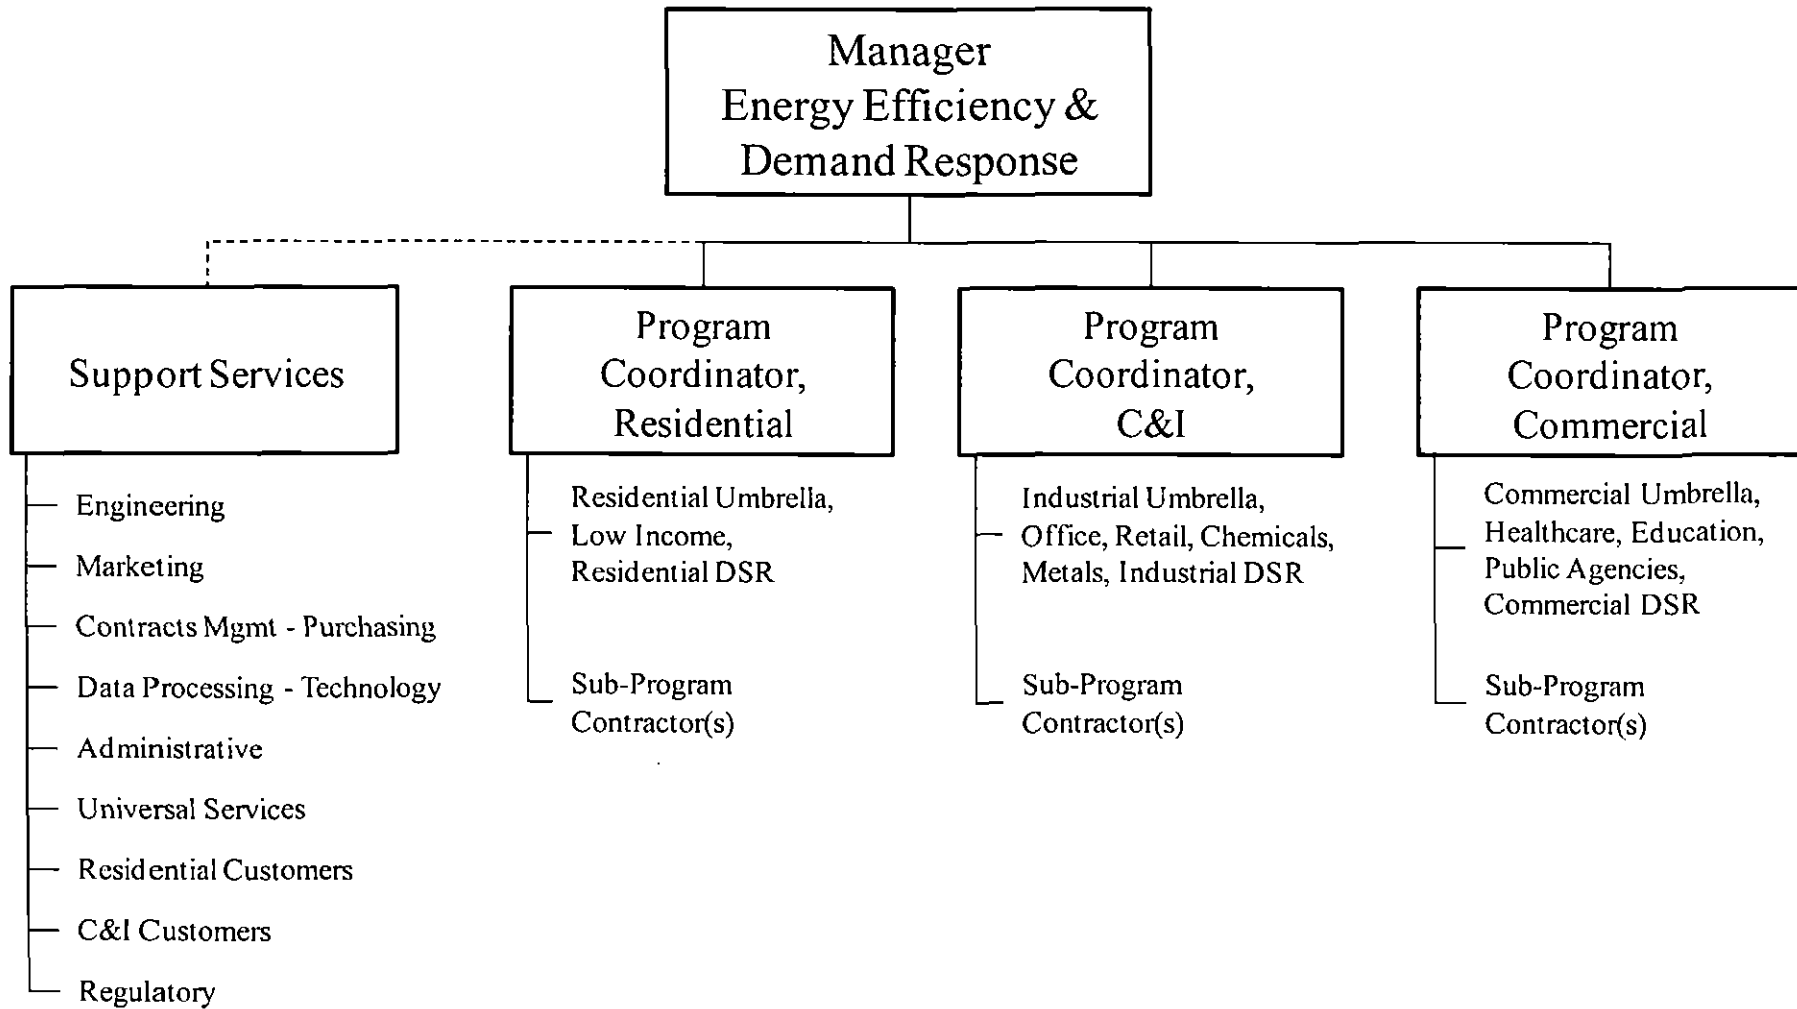 Manager
Energy Efficiency &
Demand Response
Support Services
Engineering
Marketing
Contracts Mgmt - Purchasing
Data Processing - Technology
Administrative
Universal Services
Residential Customers
C&I Customers
Regulatory
Program
Coordinator,
Residential
Residential Umbrella,
Low Income,
Residential DSR
Sub-Program
Contractor(s)
Program
Coordinator,
C&I
Industrial Umbrella,
Office, Retail, Chemicals,
Metals, Industrial DSR
Sub-Program
Contractor(s)
Program
Coordinator,
Commercial
Commercial Umbrella,
Healthcare, Education,
Public Agencies,
Commercial DSR
Sub-Program
Contractor(s)